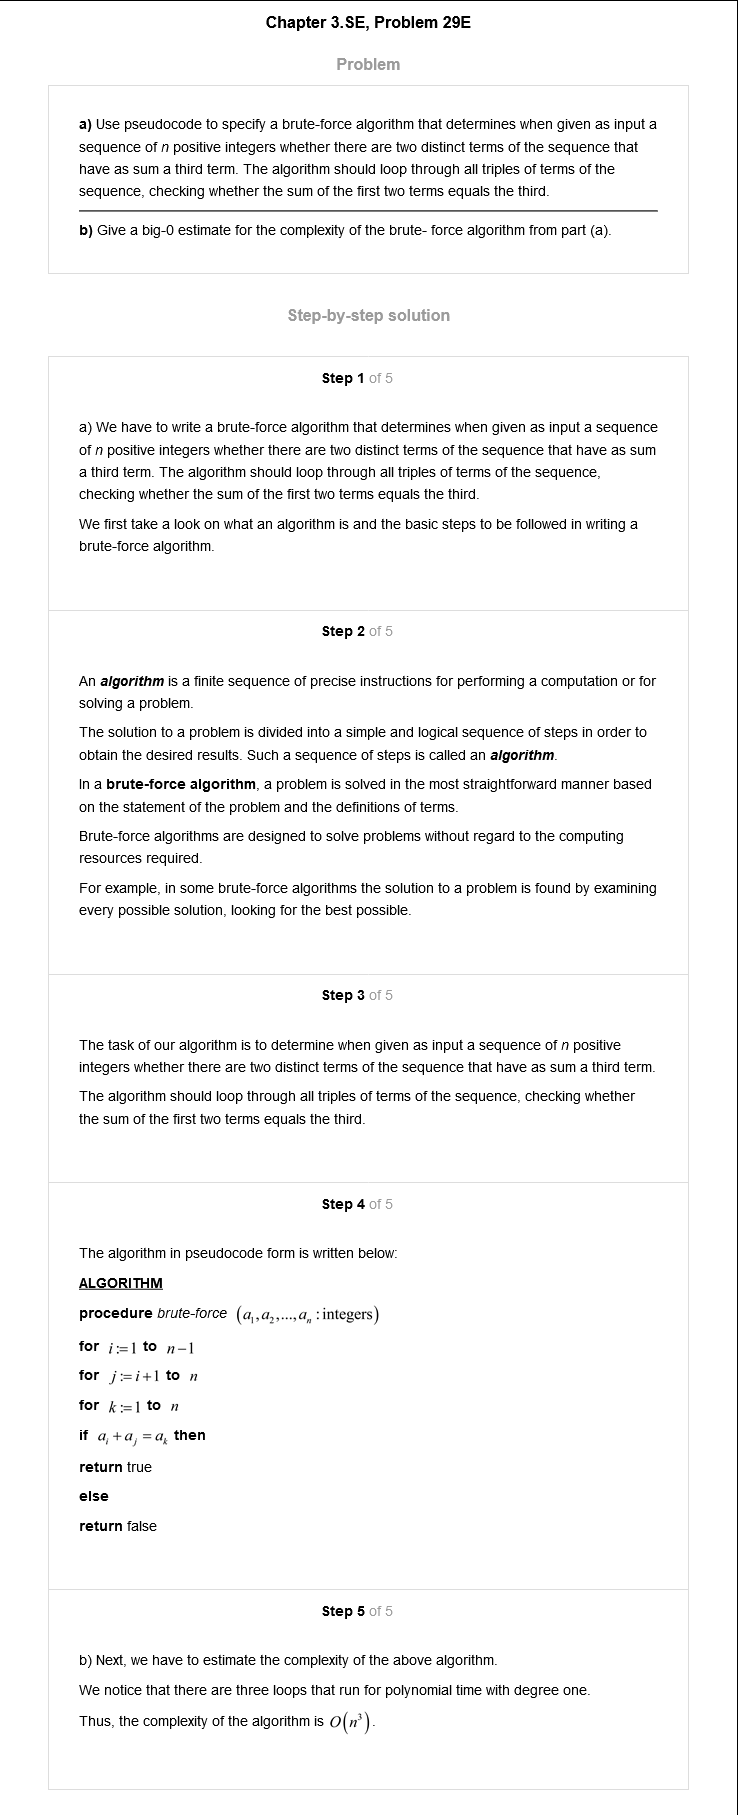 Chapter 3.SE, Problem 29E
Problem
a) Use pseudocode to specify a brute-force algorithm that determines when given as input a
sequence of n positive integers whether there are two distinct terms of the sequence that
have as sum a third term. The algorithm should loop through all triples of terms of the
sequence, checking whether the sum of the first two terms equals the third.
b) Give a big-0 estimate for the complexity of the brute- force algorithm from part (a).
Step-by-step solution
Step 1 of 5
a) We have to write a brute-force algorithm that determines when given as input a sequence
of n positive integers whether there are two distinct terms of the sequence that have as sum
a third term. The algorithm should loop through all triples of terms of the sequence,
checking whether the sum of the first two terms equals the third.
We first take a look on what an algorithm is and the basic steps to be followed in writing a
brute-force algorithm.
Step 2 of 5
An algorithm is a finite sequence of precise instructions for performing a computation or for
solving a problem.
The solution to a problem is divided into a simple and logical sequence of steps in order to
obtain the desired results. Such a sequence of steps is called an algorithm.
In a brute-force algorithm, a problem is solved in the most straightforward manner based
on the statement of the problem and the definitions of terms.
Brute-force algorithms are designed to solve problems without regard to the computing
resources required.
For example, in some brute-force algorithms the solution to a problem is found by examining
every possible solution, looking for the best possible.
Step 3 of 5
The task of our algorithm is to determine when given as input a sequence of n positive
integers whether there are two distinct terms of the sequence that have as sum a third term.
The algorithm should loop through all triples of terms of the sequence, checking whether
the sum of the first two terms equals the third.
Step 4 of 5
The algorithm in pseudocode form is written below:
ALGORITHM
procedure brute-force (a₁,a₂,...,aₙ : integers)
for i:=1 to n−1
for j:=i+1 to n
for k:=1 to n
if aᵢ +aⱼ =aₖ then
return true
else
return false
Step 5 of 5
b) Next, we have to estimate the complexity of the above algorithm.
We notice that there are three loops that run for polynomial time with degree one.
Thus, the complexity of the algorithm is O(n³).